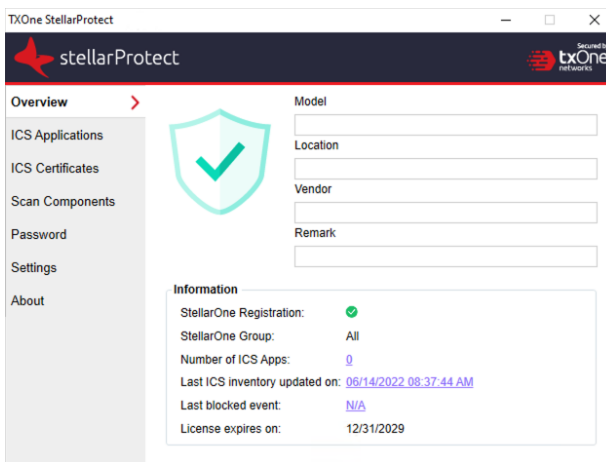 TXOne StellarProtect
stellarProtect
Secured b
txOne
networks
Overview
ICS Applications
ICS Certificates
Scan Components
Password
Settings
About
Model
Location
Vendor
Remark
Information
StellarOne Registration:
StellarOne Group: All
Number of ICS Apps: 0
Last ICS inventory updated on: 06/14/2022 08:37:44 AM
Last blocked event: N/A
License expires on: 12/31/2029